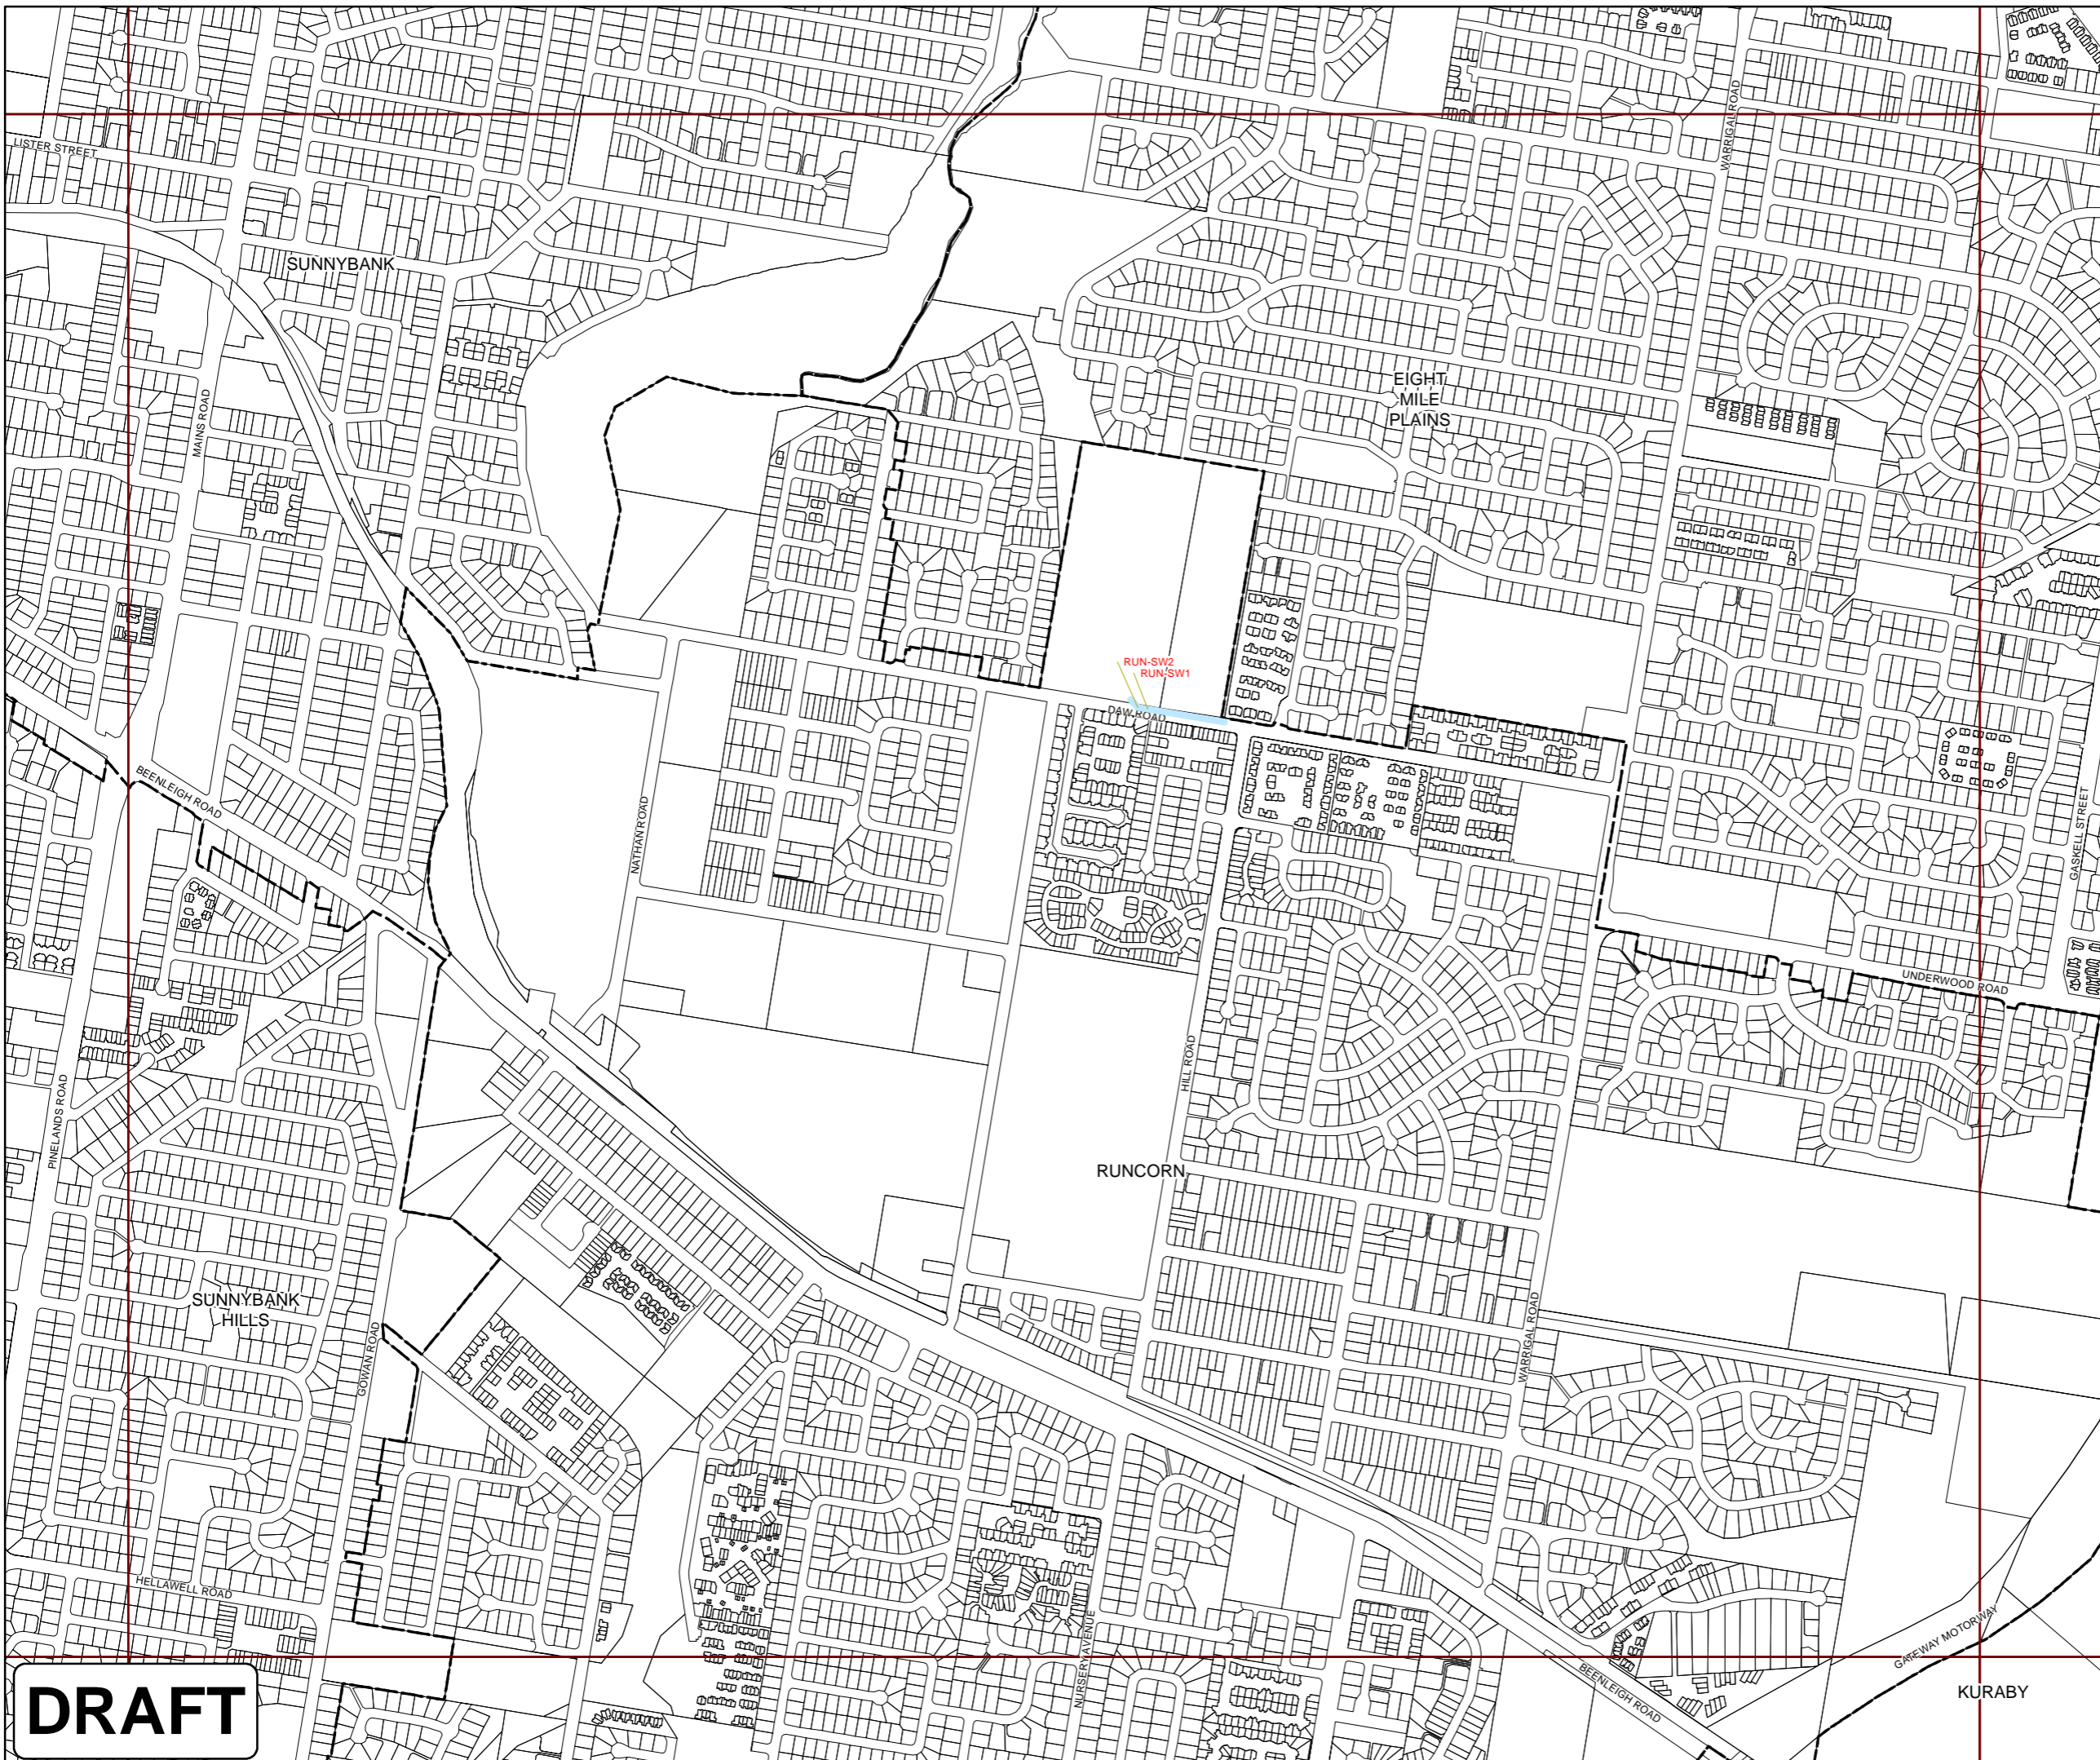 WARRIGAL ROAD
LISTER STREET
SUNNYBANK
EIGHT
MILE
PLAINS
MAINS ROAD
RUN-SW2
RUN-SW1
DAW ROAD
BEENLEIGH ROAD
NATHAN ROAD
GASKELL STREET
UNDERWOOD ROAD
HILL ROAD
PINELANDS ROAD
RUNCORN
SUNNYBANK
HILLS
GOWAN ROAD
WARRIGAL ROAD
HELLAWELL ROAD
NURSERY AVENUE
GATEWAY MOTORWAY
BEENLEIGH ROAD
KURABY
DRAFT